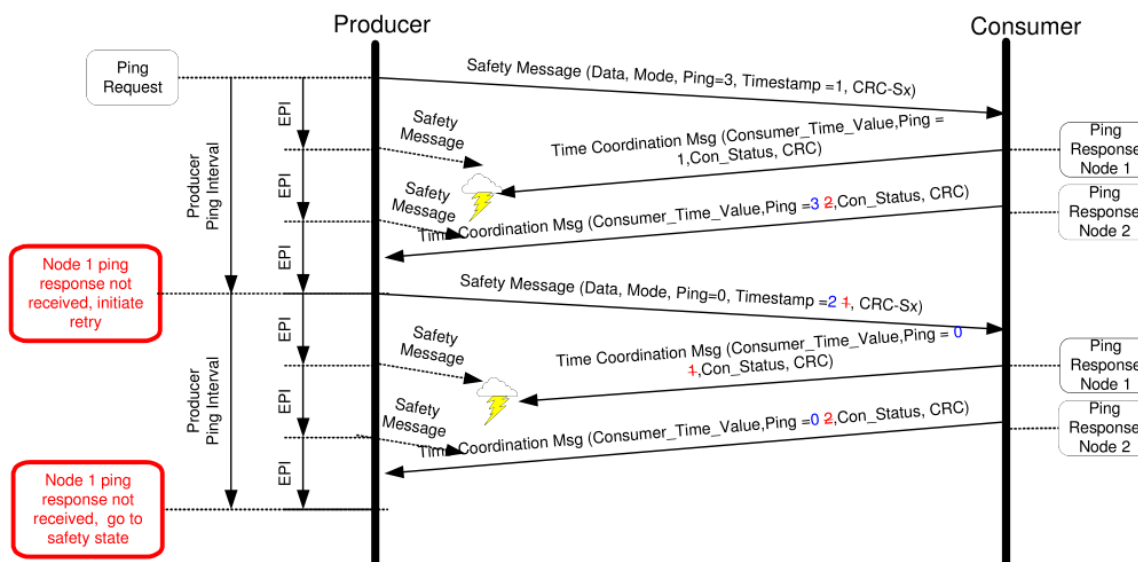 Producer
Consumer
Ping
Request
Safety Message (Data, Mode, Ping=3, Timestamp =1, CRC-Sx)
EPI
Safety
Message
Time Coordination Msg (Consumer_Time_Value,Ping =
1,Con_Status, CRC)
Ping
Response
Node 1
Producer
Ping Interval
EPI
Safety
Message
Time Coordination Msg (Consumer_Time_Value,Ping =3 2,Con_Status, CRC)
Ping
Response
Node 2
EPI
Node 1 ping
response not
received, initiate
retry
Safety Message (Data, Mode, Ping=0, Timestamp =2 1, CRC-Sx)
EPI
Safety
Message
Time Coordination Msg (Consumer_Time_Value,Ping = 0
1,Con_Status, CRC)
Ping
Response
Node 1
Producer
Ping Interval
EPI
Safety
Message
Time Coordination Msg (Consumer_Time_Value,Ping =0 2,Con_Status, CRC)
Ping
Response
Node 2
EPI
Node 1 ping
response not
received, go to
safety state